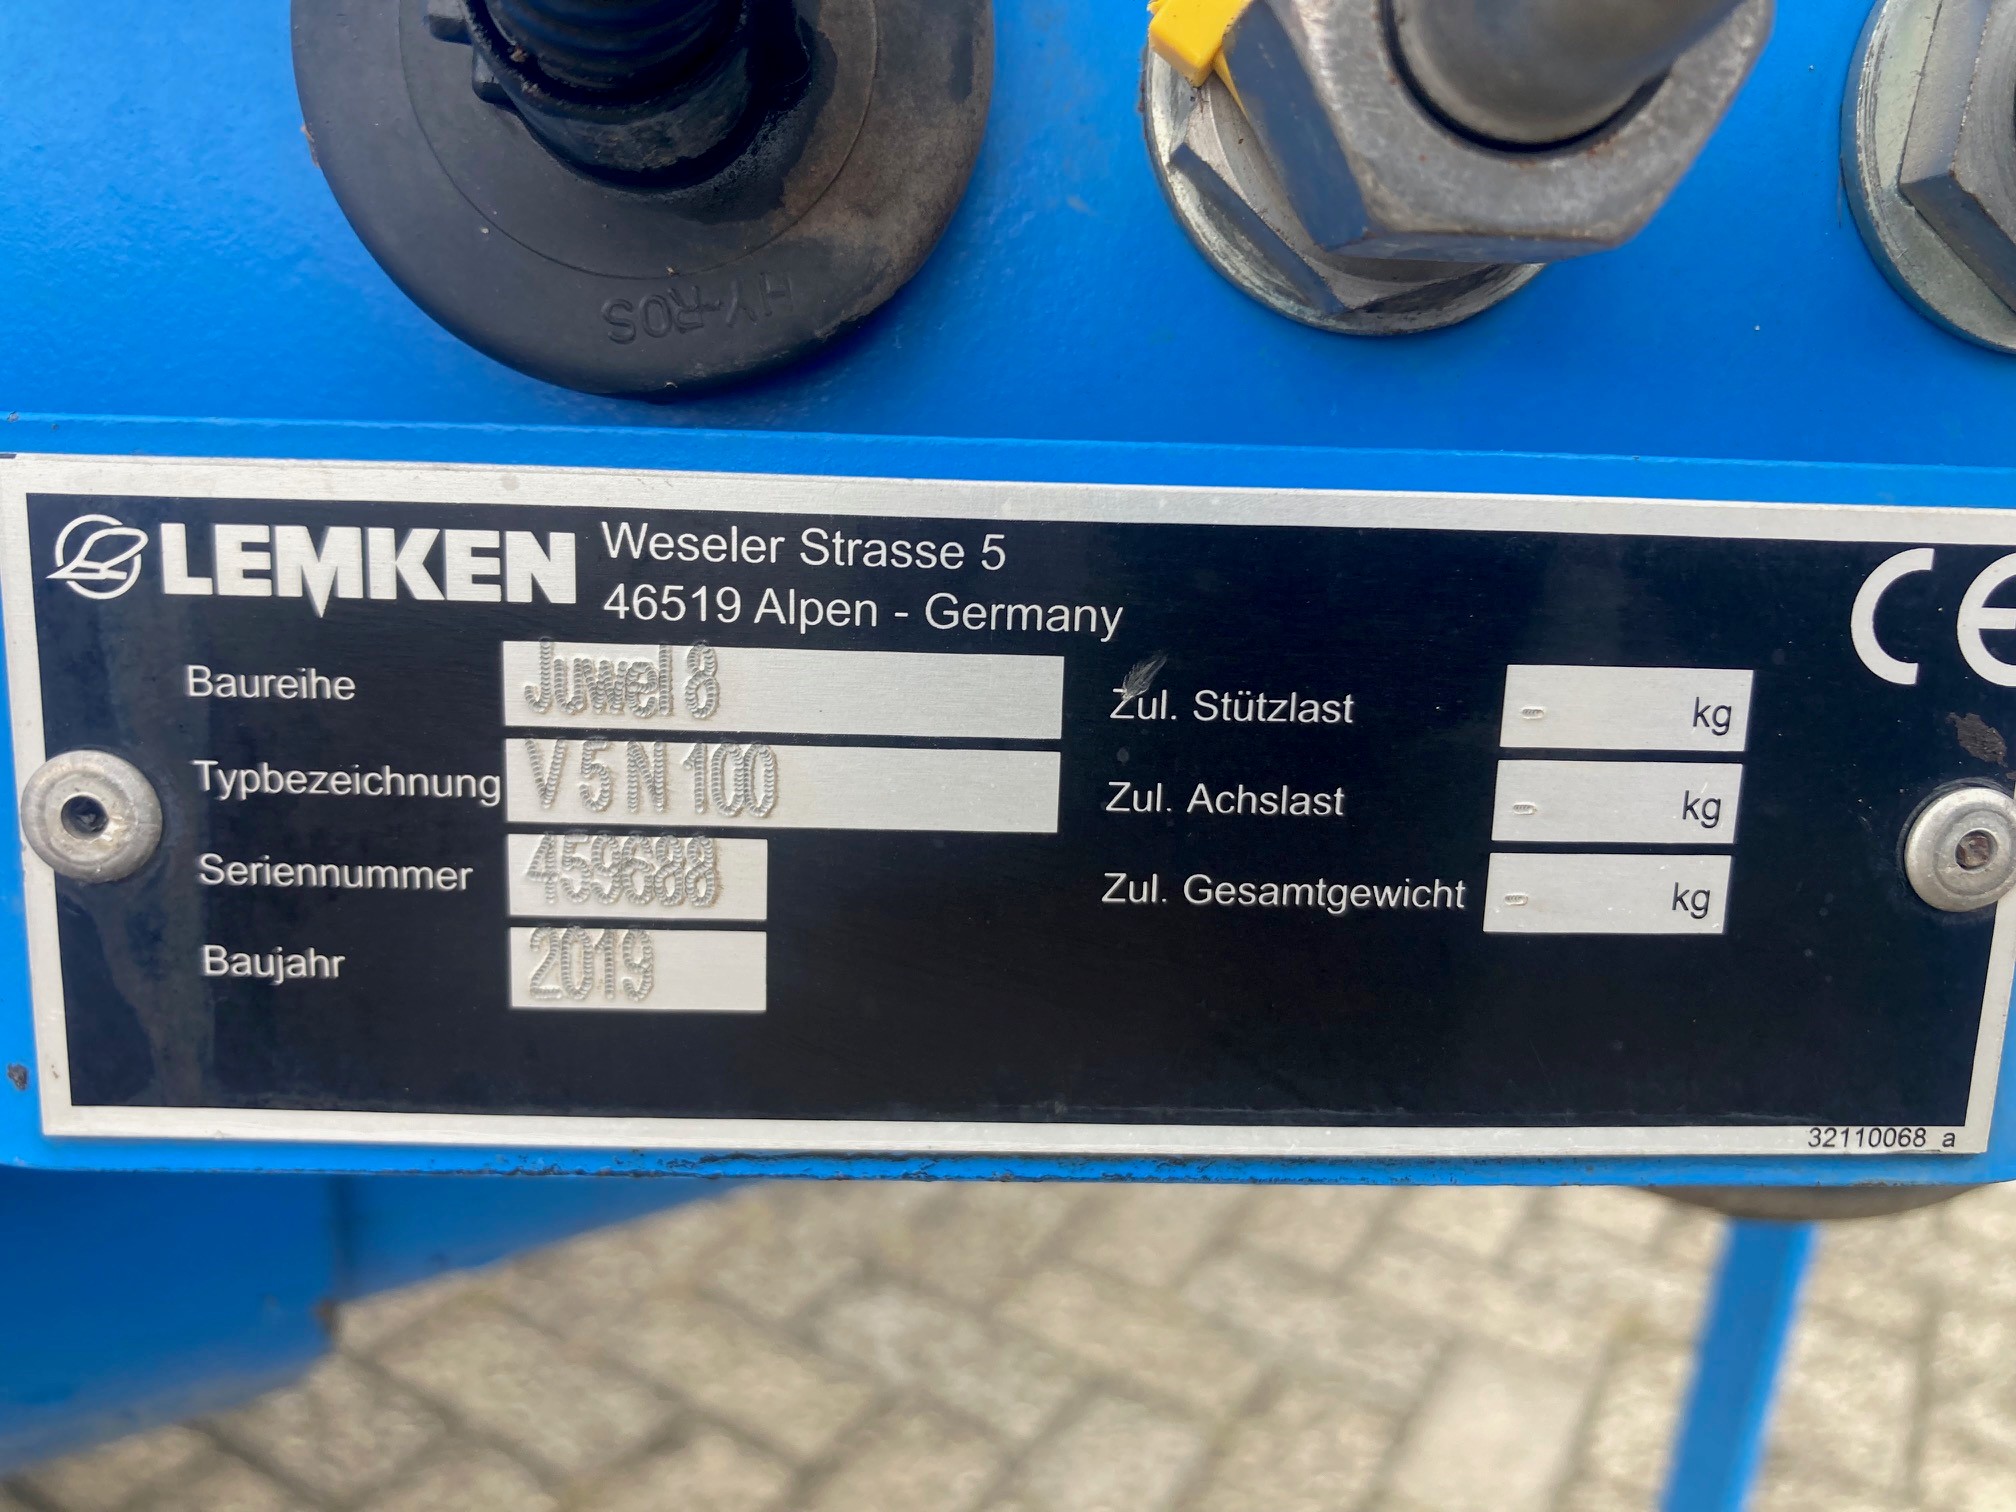 HY-ROS
LEMKEN
Weseler Strasse 5
46519 Alpen - Germany
CE
Baureihe Juwel 8
Typbezeichnung V 5 N 100
Seriennummer 459688
Baujahr 2019
Zul. Stützlast - kg
Zul. Achslast - kg
Zul. Gesamtgewicht - kg
32110068 a